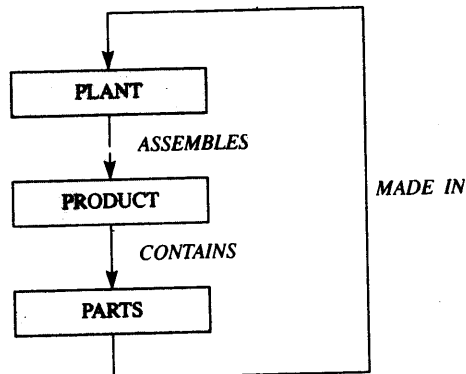 PLANT
ASSEMBLES
PRODUCT
MADE IN
CONTAINS
PARTS